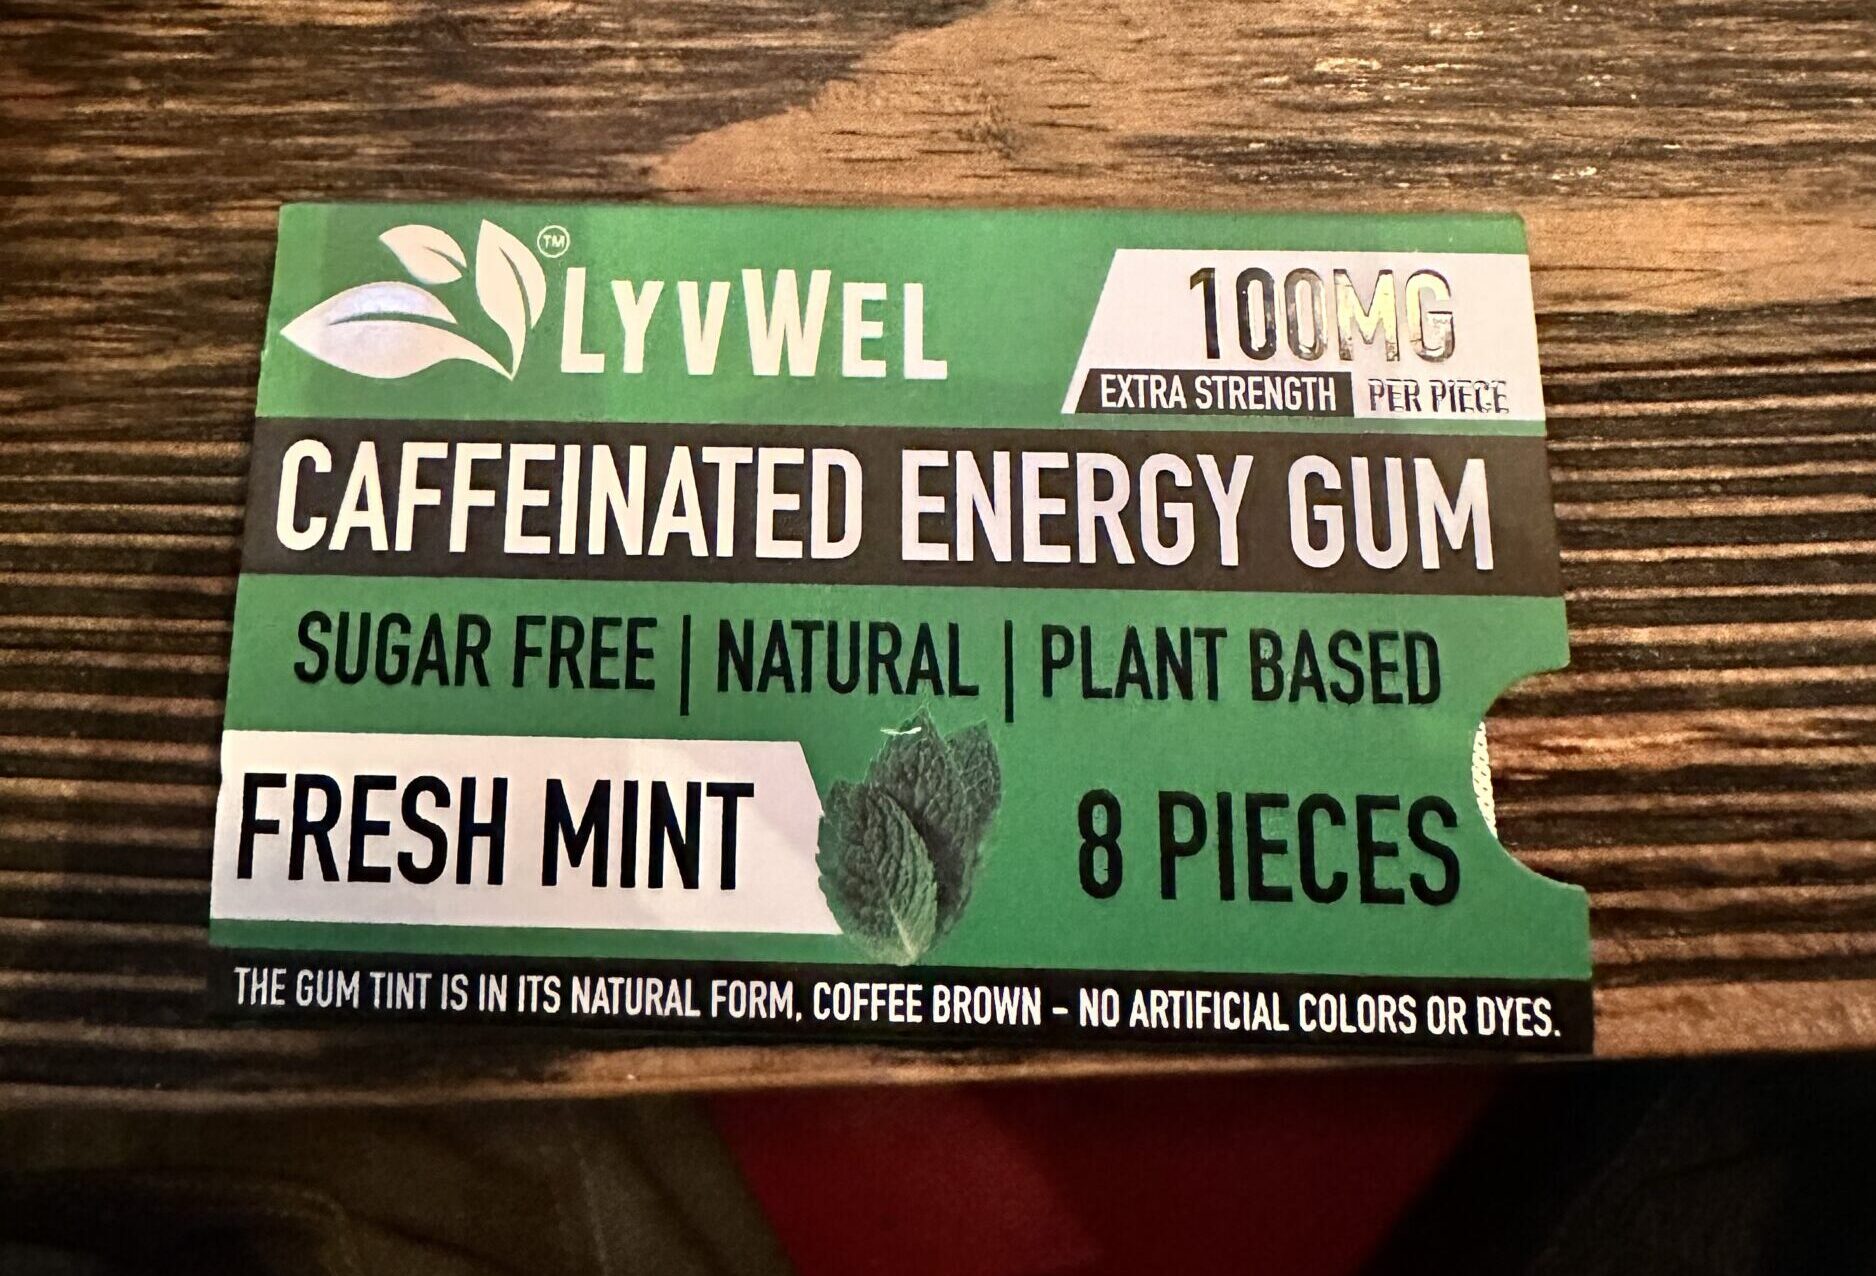 LYVWEL TM
100MG
EXTRA STRENGTH PER PIECE
CAFFEINATED ENERGY GUM
SUGAR FREE | NATURAL | PLANT BASED
FRESH MINT
8 PIECES
THE GUM TINT IS IN ITS NATURAL FORM, COFFEE BROWN - NO ARTIFICIAL COLORS OR DYES.